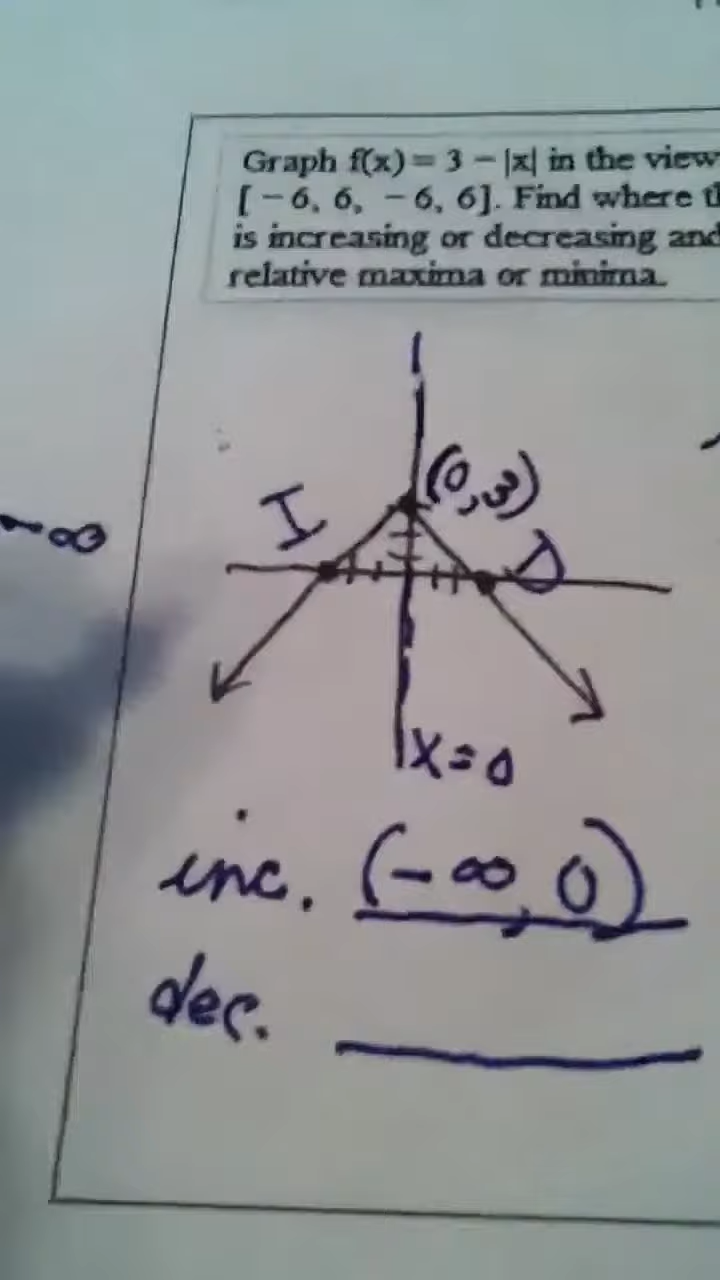 Graph f(x) = 3 − |x| in the view
[−6, 6, −6, 6]. Find where
is increasing or decreasing and
relative maxima or minima.
(0,3)
I
-∞
D
x=0
inc. (-∞, 0)
dec.